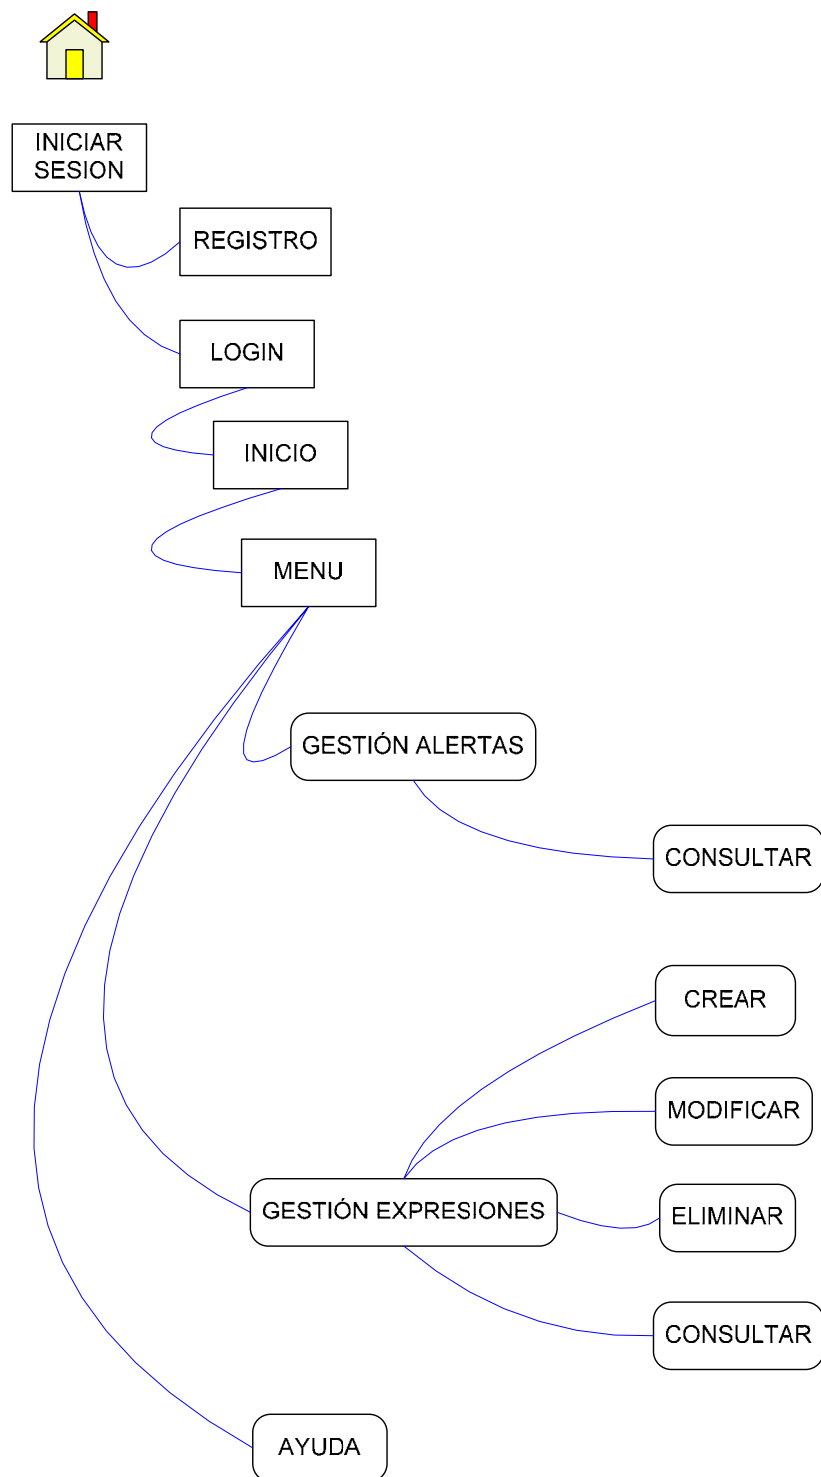 INICIAR
SESION
REGISTRO
LOGIN
INICIO
MENU
GESTIÓN ALERTAS
CONSULTAR
CREAR
MODIFICAR
GESTIÓN EXPRESIONES
ELIMINAR
CONSULTAR
AYUDA